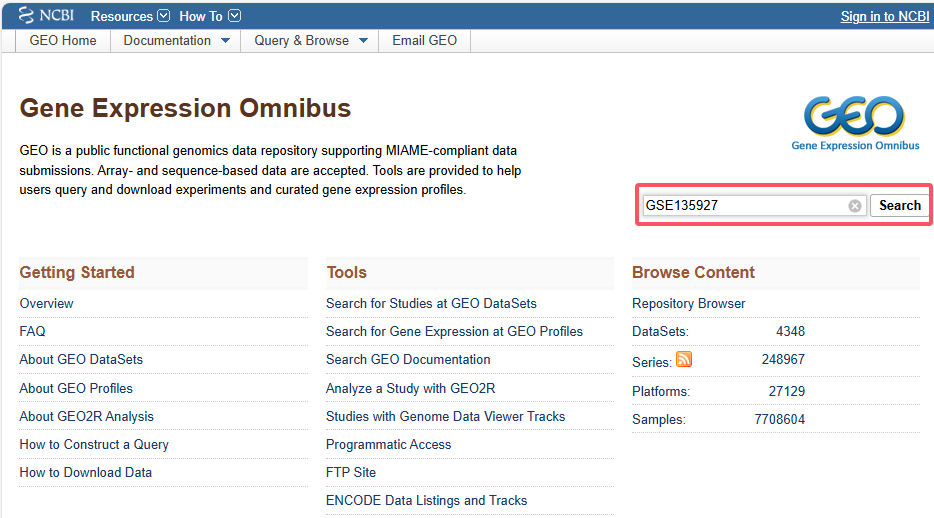 NCBI Resources How To Sign in to NCBI
GEO Home Documentation Query & Browse Email GEO
Gene Expression Omnibus
GEO is a public functional genomics data repository supporting MIAME-compliant data
submissions. Array- and sequence-based data are accepted. Tools are provided to help
users query and download experiments and curated gene expression profiles.
GEO
Gene Expression Omnibus
GSE135927 Search
Getting Started
Overview
FAQ
About GEO DataSets
About GEO Profiles
About GEO2R Analysis
How to Construct a Query
How to Download Data
Tools
Search for Studies at GEO DataSets
Search for Gene Expression at GEO Profiles
Search GEO Documentation
Analyze a Study with GEO2R
Studies with Genome Data Viewer Tracks
Programmatic Access
FTP Site
ENCODE Data Listings and Tracks
Browse Content
Repository Browser
DataSets: 4348
Series: 248967
Platforms: 27129
Samples: 7708604